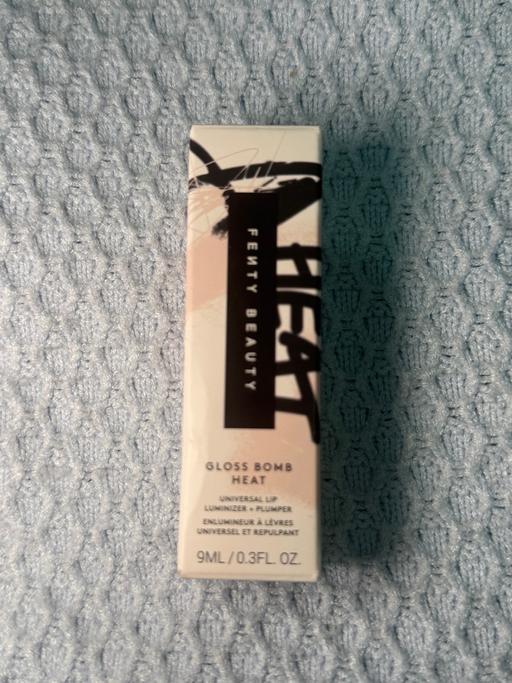 FENTY BEAUTY
HEAT
GLOSS BOMB
HEAT
UNIVERSAL LIP
LUMINIZER + PLUMPER
ENLUMINEUR À LÈVRES
UNIVERSEL ET REPULPANT
9ML / 0.3FL. OZ.